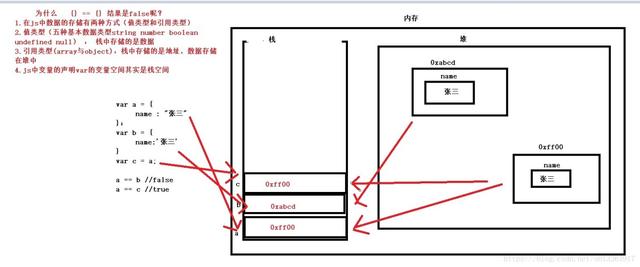 为什么 {} == {} 结果是false呢?
1.在js中数据的存储有两种方式（值类型和引用类型）
2.值类型（五种基本数据类型string number boolean
undefined null），栈中存储的是数据
3.引用类型(array与object)，栈中存储的是地址，数据存储
在堆中
4.js中变量的声明var的变量空间其实是栈空间
var a = {
name : "张三"
};
var b = {
name;'张三'
}
var c = a;
a == b //false
a == c //true
内存
栈
堆
0xabcd
name
张三
0xff00
name
张三
c
0xff00
B
0xabcd
a
0xff00